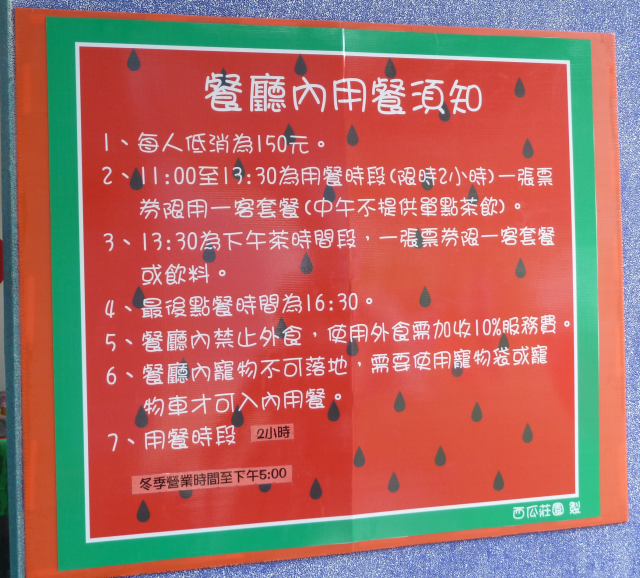 餐廳內用餐須知
1、每人低消為150元。
2、11:00至13:30為用餐時段(限時2小時)一張票
券限用一客套餐(中午不提供單點茶飲)。
3、13:30為下午茶時間段，一張票券限一客套餐
或飲料。
4、最後點餐時間為16:30。
5、餐廳內禁止外食，使用外食需加收10%服務費。
6、餐廳內寵物不可落地，需要使用寵物袋或寵
物車才可入內用餐。
7、用餐時段 2小時
冬季營業時間至下午5:00
西瓜莊園 製